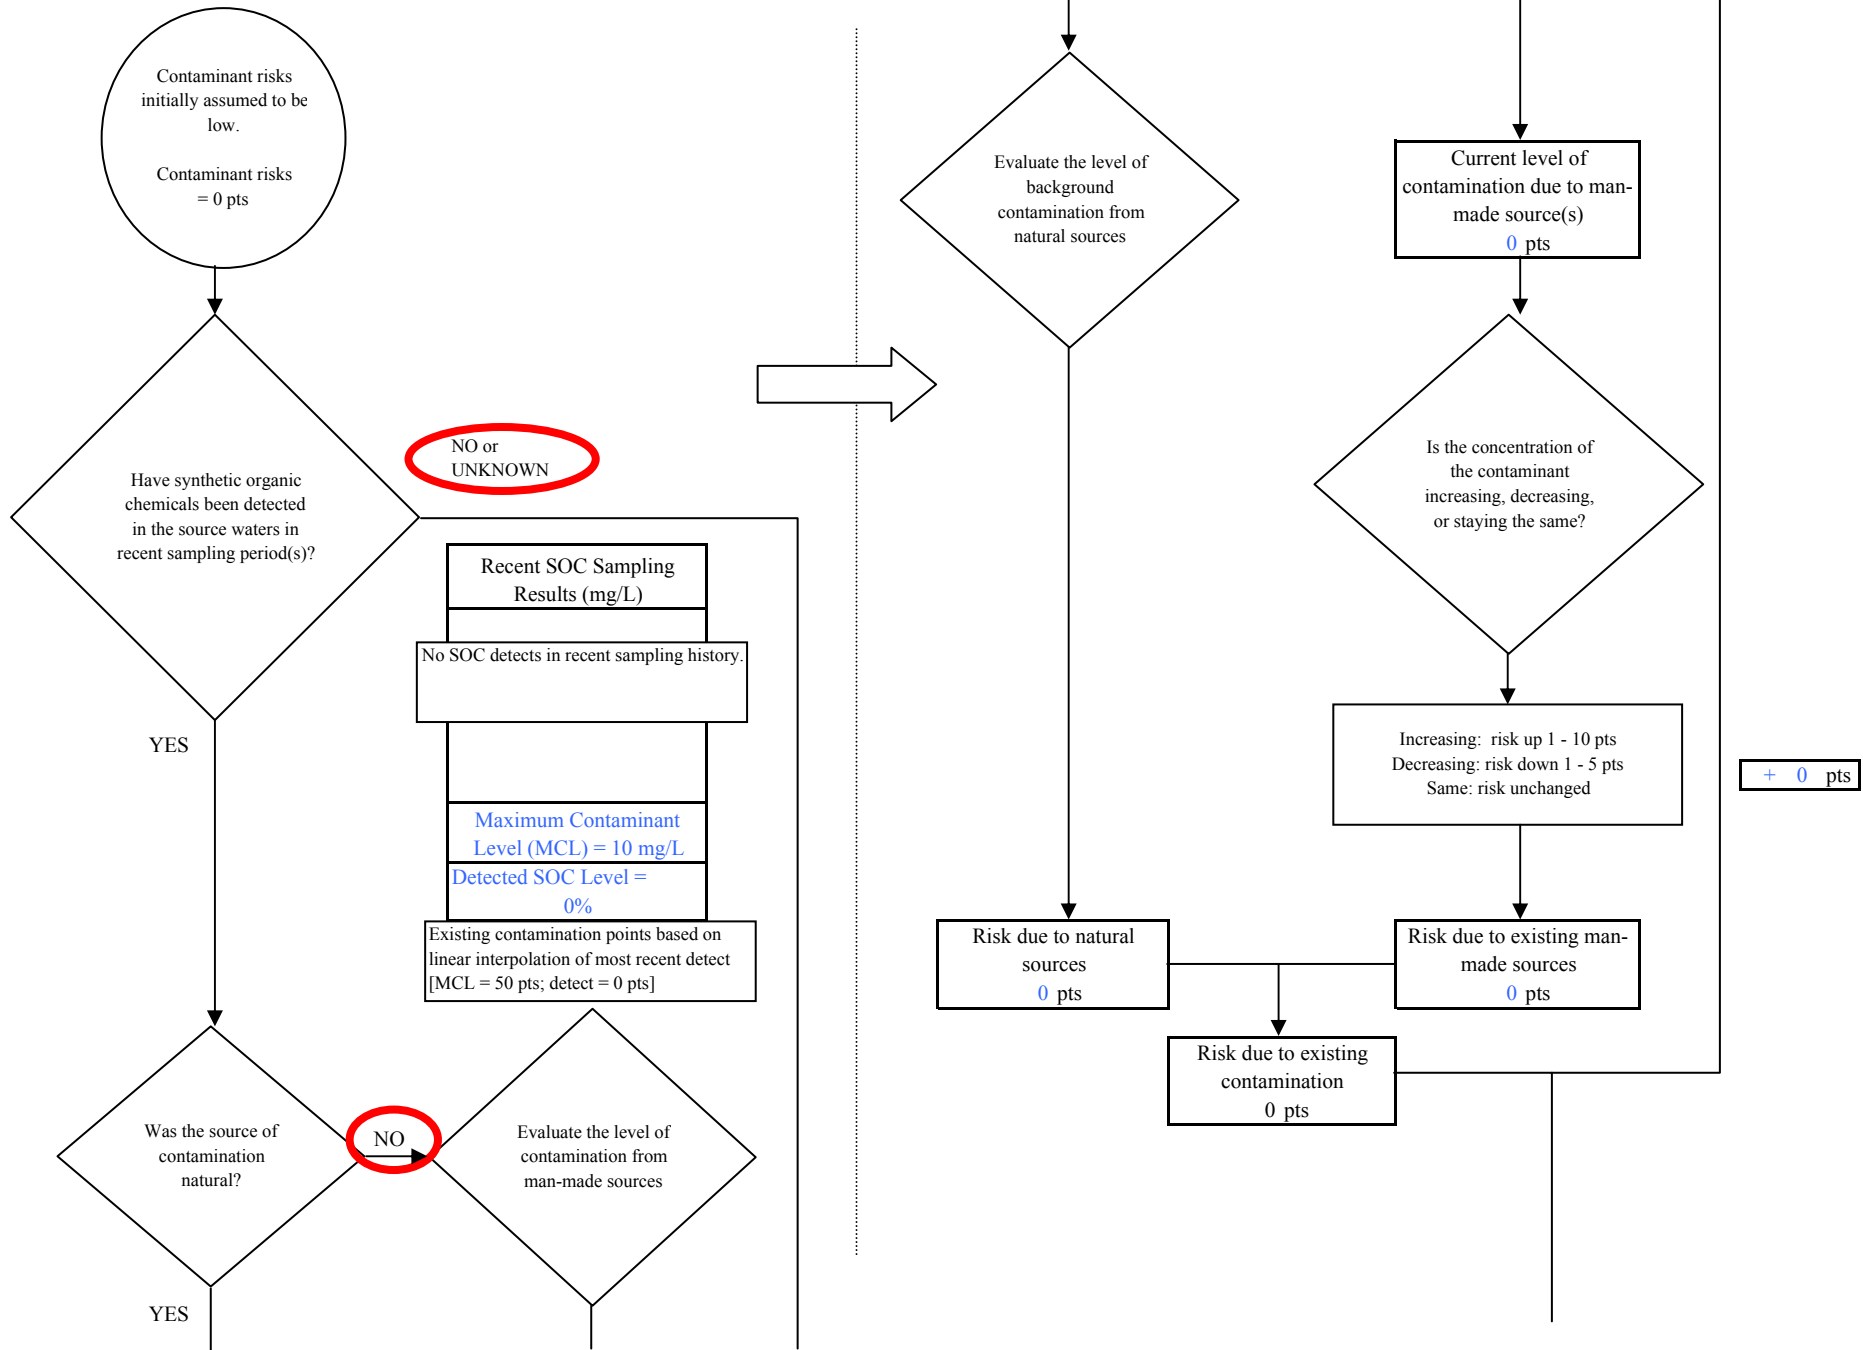 Contaminant risks
initially assumed to be
low.
Contaminant risks
= 0 pts
Have synthetic organic
chemicals been detected
in the source waters in
recent sampling period(s)?
NO or
UNKNOWN
YES
Recent SOC Sampling
Results (mg/L)
No SOC detects in recent sampling history.
Maximum Contaminant
Level (MCL) = 10 mg/L
Detected SOC Level =
0%
Existing contamination points based on
linear interpolation of most recent detect
[MCL = 50 pts; detect = 0 pts]
Was the source of
contamination
natural?
NO
YES
Evaluate the level of
contamination from
man-made sources
Evaluate the level of
background
contamination from
natural sources
Current level of
contamination due to man-
made source(s)
0 pts
Is the concentration of
the contaminant
increasing, decreasing,
or staying the same?
Increasing: risk up 1 - 10 pts
Decreasing: risk down 1 - 5 pts
Same: risk unchanged
+ 0 pts
Risk due to natural
sources
0 pts
Risk due to existing man-
made sources
0 pts
Risk due to existing
contamination
0 pts